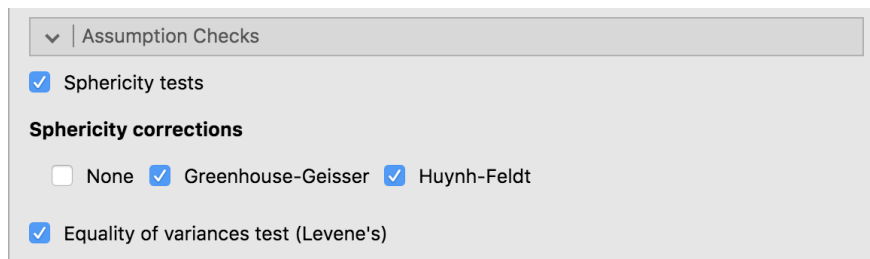 Assumption Checks
Sphericity tests
Sphericity corrections
None Greenhouse-Geisser Huynh-Feldt
Equality of variances test (Levene's)